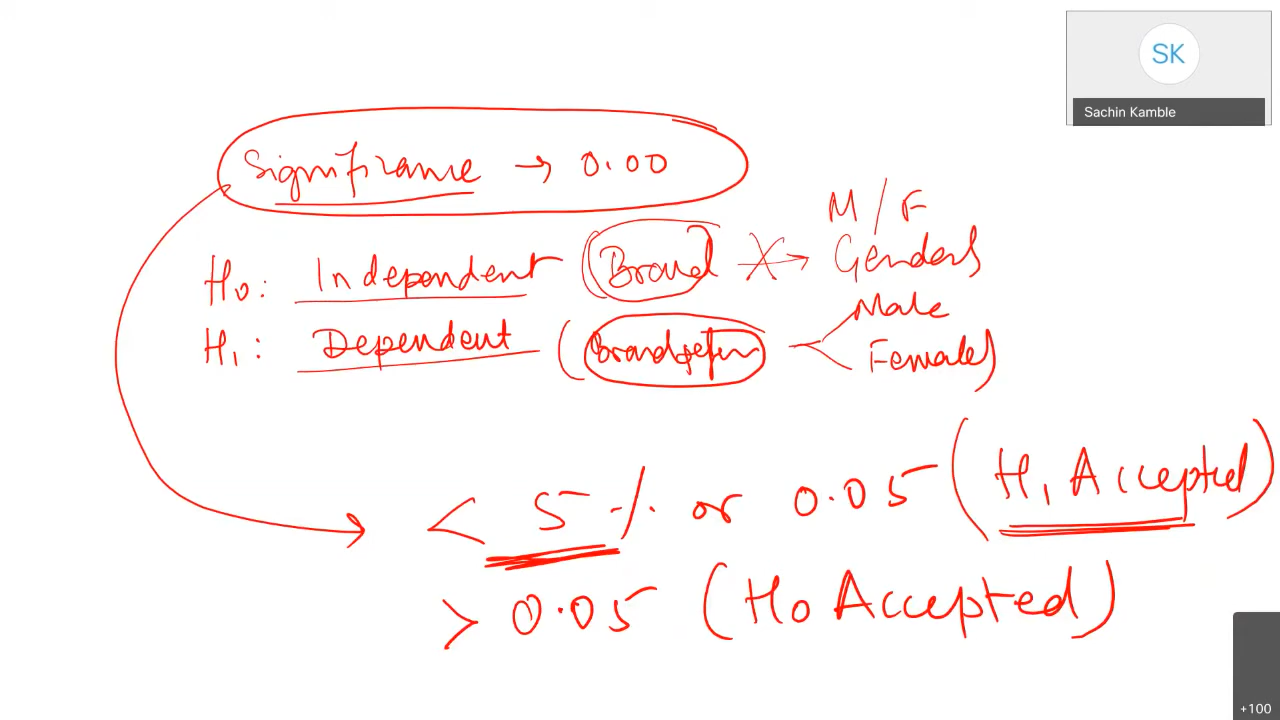 SK
Sachin Kamble
Significance → 0.00
M / F
H0: Independent (Brand → Genders
Male
H1: Dependent (
Females)
< 5% or 0.05 (H1 Accepted)
> 0.05 (H0 Accepted)
+100